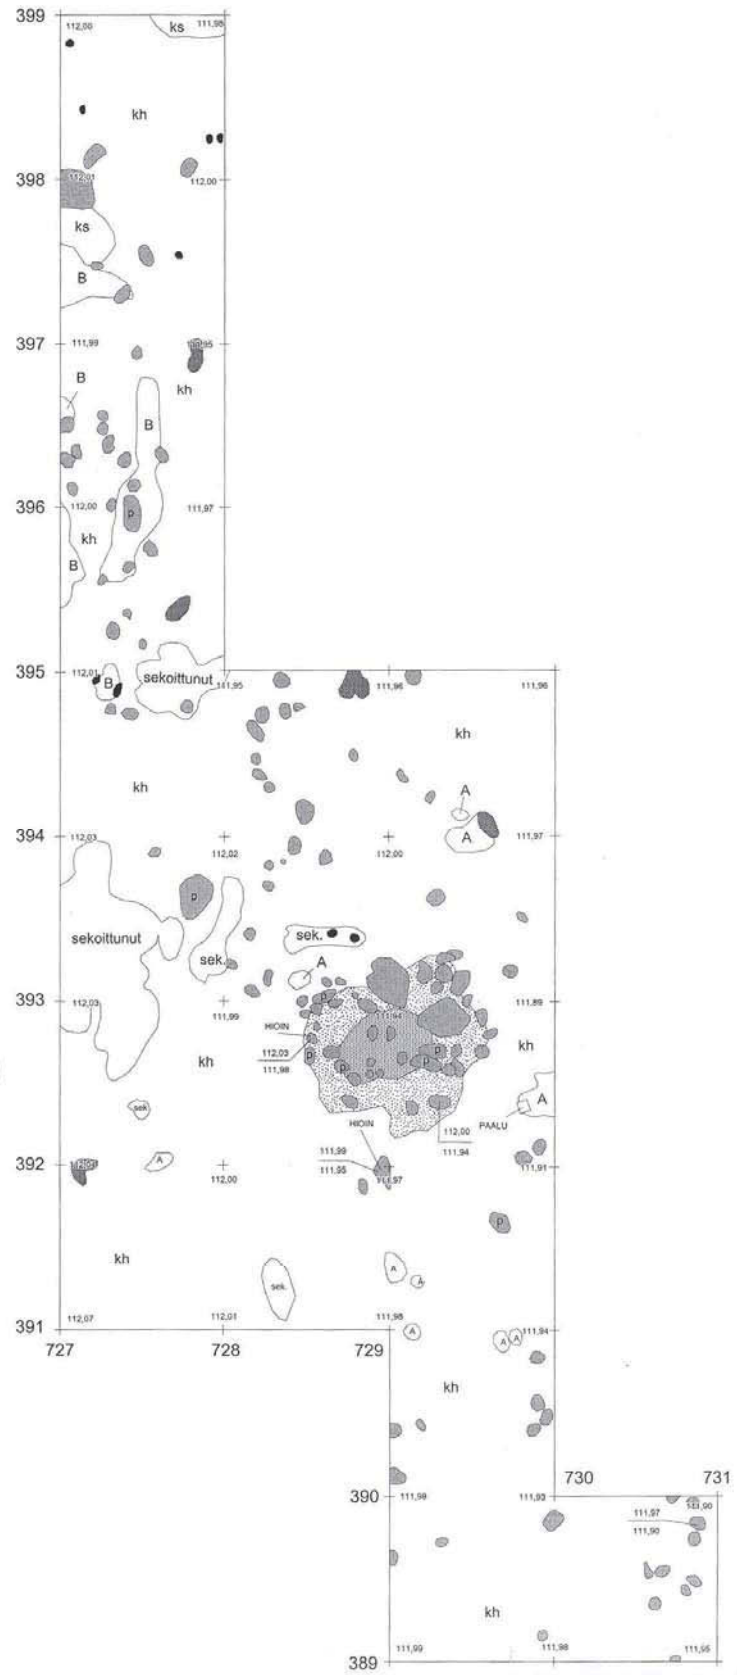 399
112,00
ks
111,98
kh
398
112,01
112,00
ks
B
397
111,99
B
kh
B
396
112,00
p
111,97
kh
B
395
112,01
B
sekoittunut
111,95
111,96
111,96
kh
kh
A
394
112,03
112,02
112,00
A
111,97
p
sekoittunut
sek.
sek.
A
112,03
393
111,99
p
111,94
111,89
HIOIN
kh
kh
112,03
111,98
p
p
p
p
A
sek
PAALU
HIOIN
112,00
111,94
A
111,99
111,95
392
112,00
111,97
111,91
p
kh
A
A
sek.
391
112,07
112,01
111,98
A
A
A
111,94
727
728
729
kh
730
731
390
111,99
111,93
111,97
111,90
kh
389
111,99
111,98
111,95